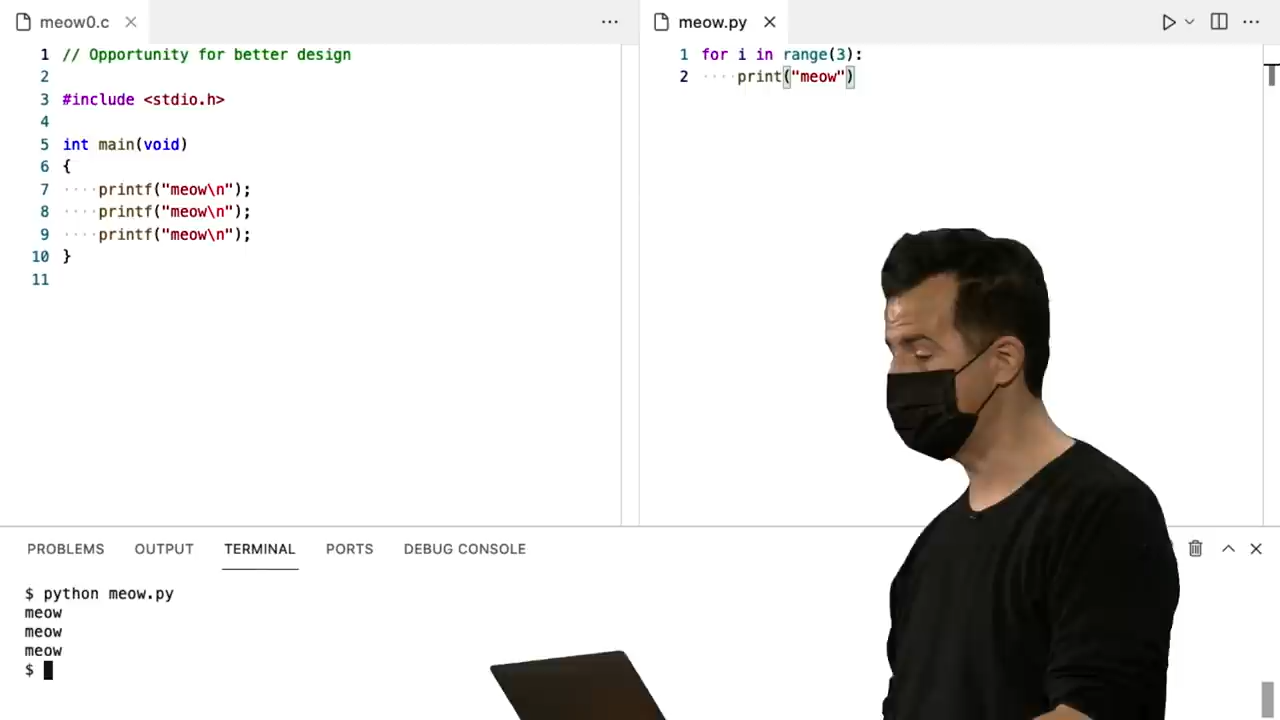 meow0.c
1 // Opportunity for better design
2
3 #include <stdio.h>
4
5 int main(void)
6 {
7 ····printf("meow\n");
8 ····printf("meow\n");
9 ····printf("meow\n");
10 }
11
meow.py
1 for i in range(3):
2 ····print("meow")
PROBLEMS OUTPUT TERMINAL PORTS DEBUG CONSOLE
$ python meow.py
meow
meow
meow
$